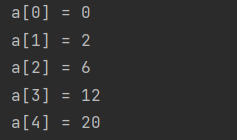 a[0] = 0
a[1] = 2
a[2] = 6
a[3] = 12
a[4] = 20